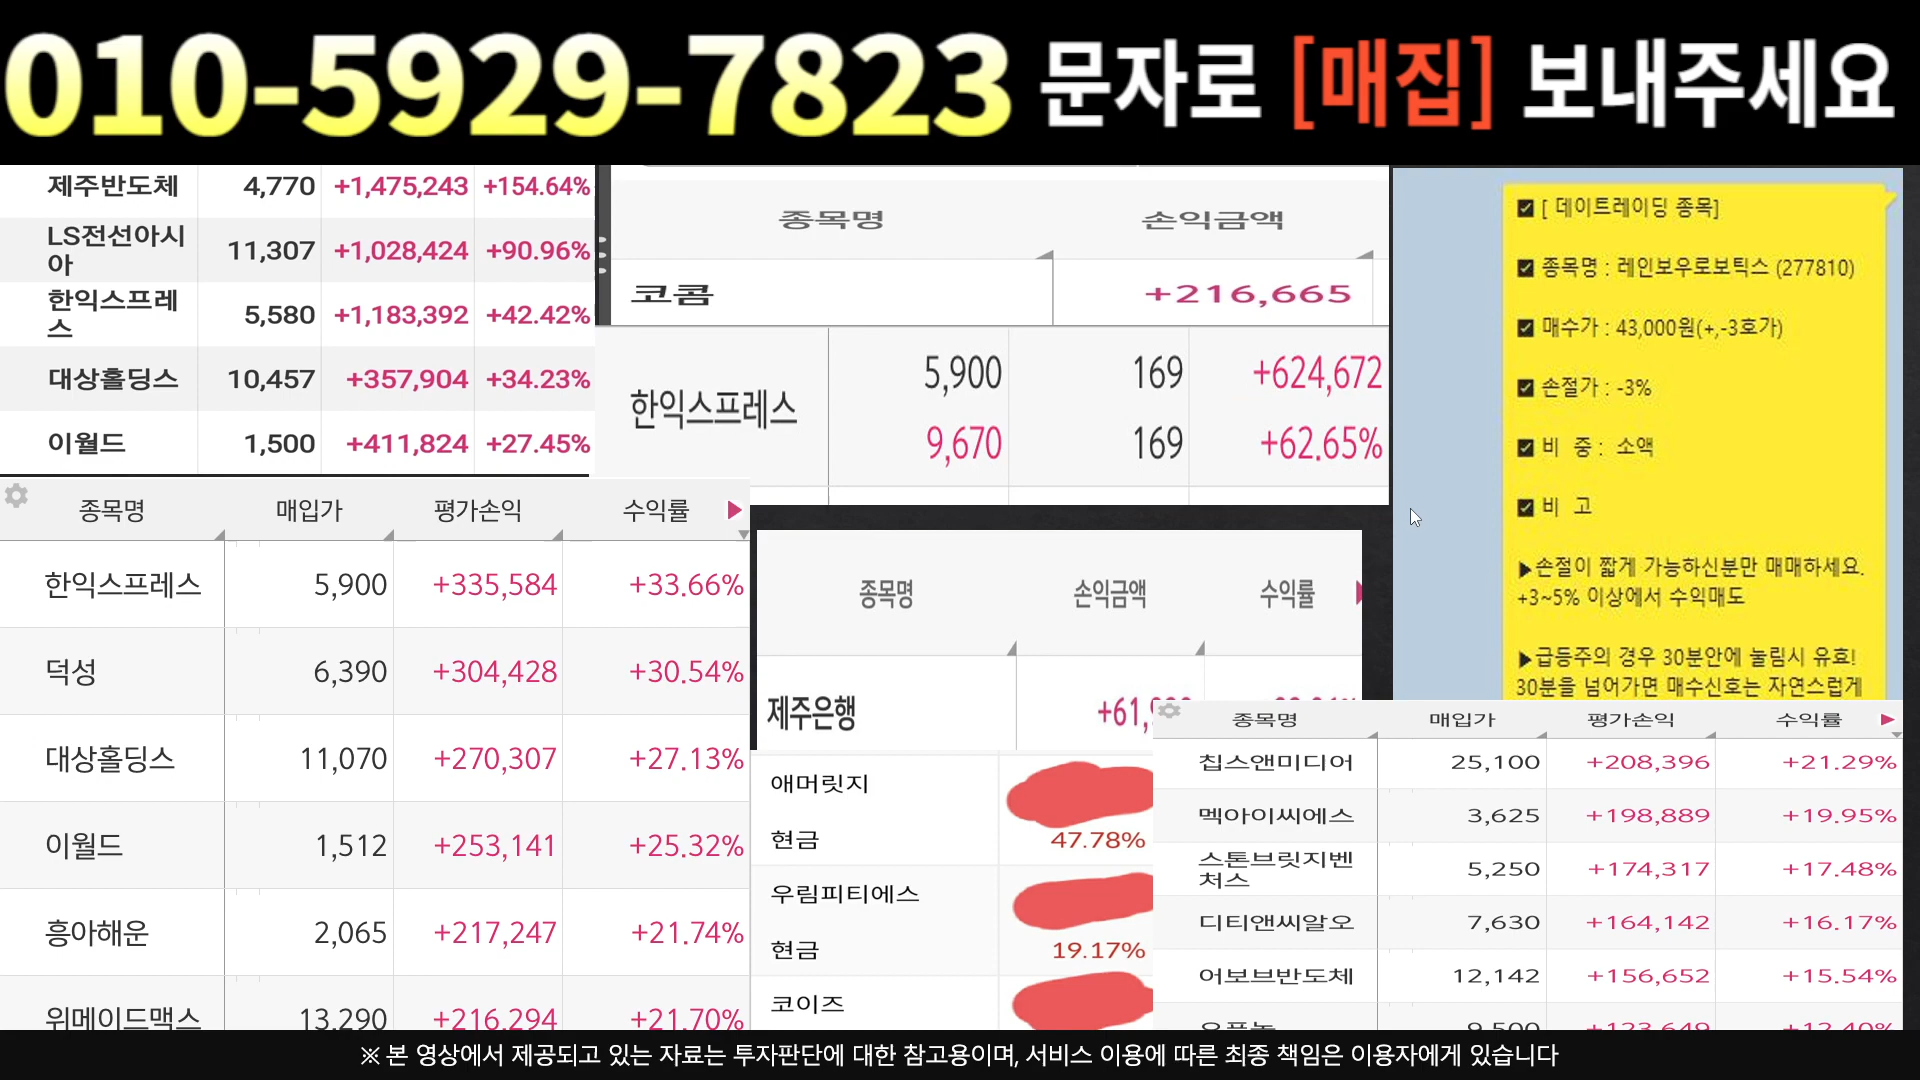 010-5929-7823 문자로 [매집] 보내주세요
제주반도체 4,770 +1,475,243 +154.64%
LS전선아시아 11,307 +1,028,424 +90.96%
한익스프레스 5,580 +1,183,392 +42.42%
대상홀딩스 10,457 +357,904 +34.23%
이월드 1,500 +411,824 +27.45%
종목명 손익금액
코콤 +216,665
한익스프레스
5,900 169 +624,672
9,670 169 +62.65%
[ 데이트레이딩 종목]
종목명 : 레인보우로보틱스 (277810)
매수가 : 43,000원(+,-3호가)
손절가 : -3%
비 중 : 소액
비 고
▶손절이 짧게 가능하신분만 매매하세요.
+3~5% 이상에서 수익매도
▶급등주의 경우 30분안에 눌림시 유효!
30분을 넘어가면 매수신호는 자연스럽게
종목명 매입가 평가손익 수익률
한익스프레스 5,900 +335,584 +33.66%
덕성 6,390 +304,428 +30.54%
대상홀딩스 11,070 +270,307 +27.13%
이월드 1,512 +253,141 +25.32%
흥아해운 2,065 +217,247 +21.74%
위메이드맥스 13,290 +216,294 +21.70%
종목명 손익금액 수익률
제주은행
애머릿지
현금 47.78%
우림피티에스
현금 19.17%
코이즈
종목명 매입가 평가손익 수익률
칩스앤미디어 25,100 +208,396 +21.29%
멕아이씨에스 3,625 +198,889 +19.95%
스톤브릿지벤
처스 5,250 +174,317 +17.48%
디티앤씨알오 7,630 +164,142 +16.17%
어보브반도체 12,142 +156,652 +15.54%
※ 본 영상에서 제공되고 있는 자료는 투자판단에 대한 참고용이며, 서비스 이용에 따른 최종 책임은 이용자에게 있습니다